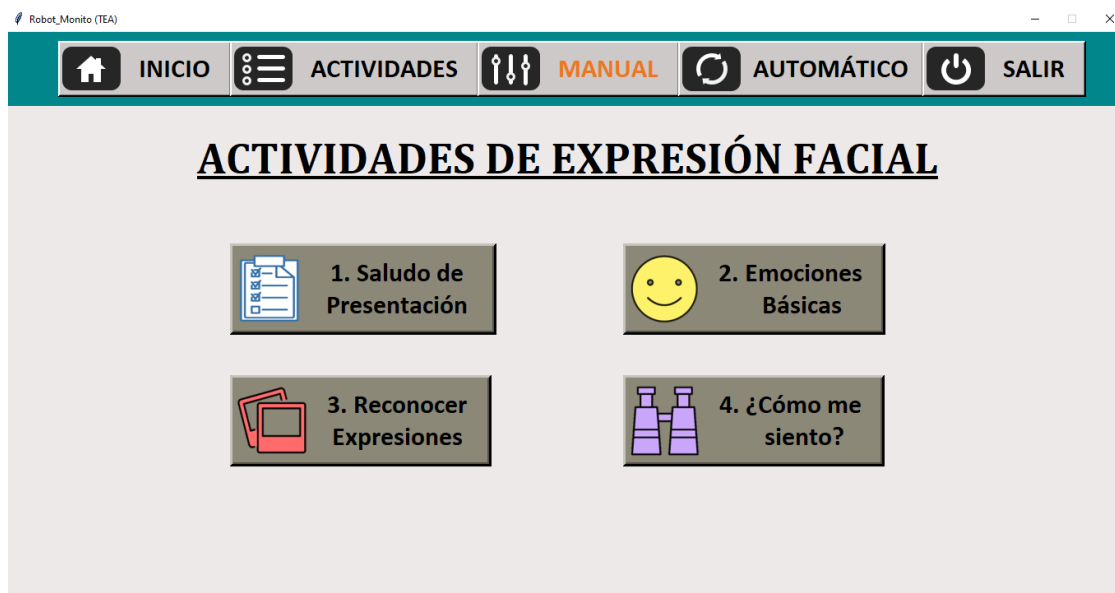 Robot_Monito (TEA)
INICIO ACTIVIDADES MANUAL AUTOMÁTICO SALIR
ACTIVIDADES DE EXPRESIÓN FACIAL
1. Saludo de
Presentación
2. Emociones
Básicas
3. Reconocer
Expresiones
4. ¿Cómo me
siento?